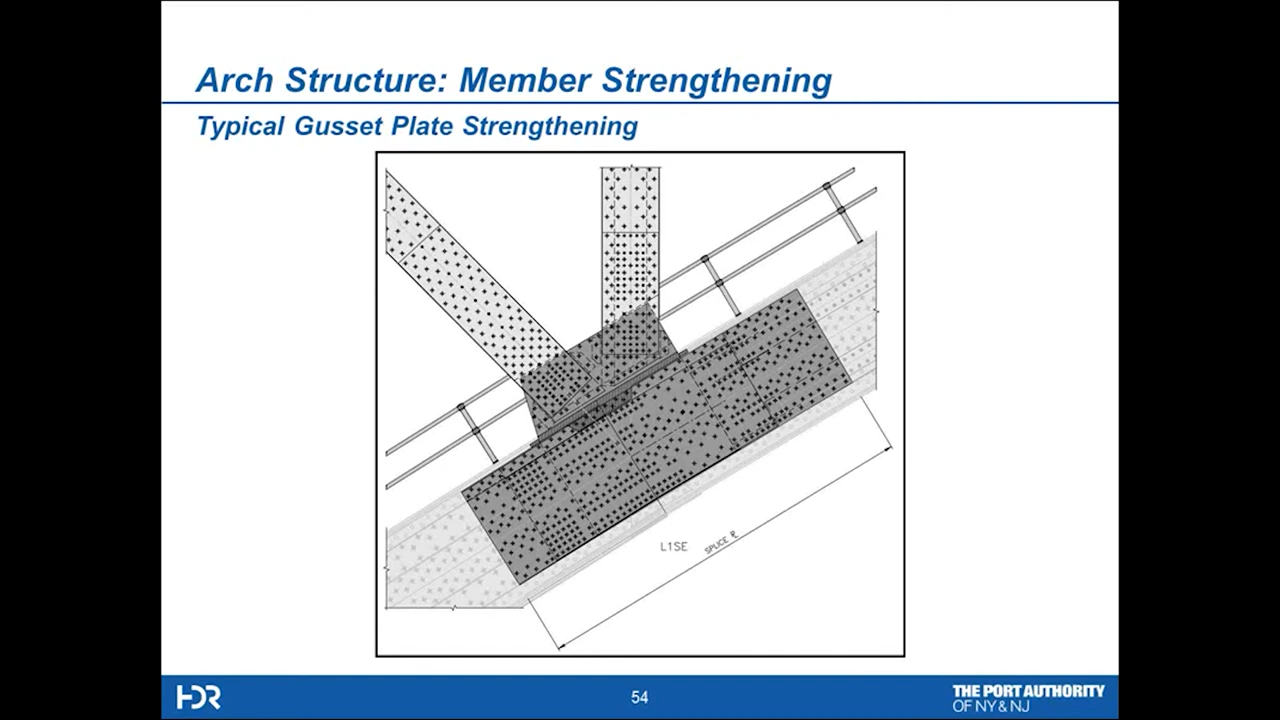 Arch Structure: Member Strengthening
Typical Gusset Plate Strengthening
L1SE
SPLICE ⅊
HDR
54
THE PORT AUTHORITY
OF NY & NJ